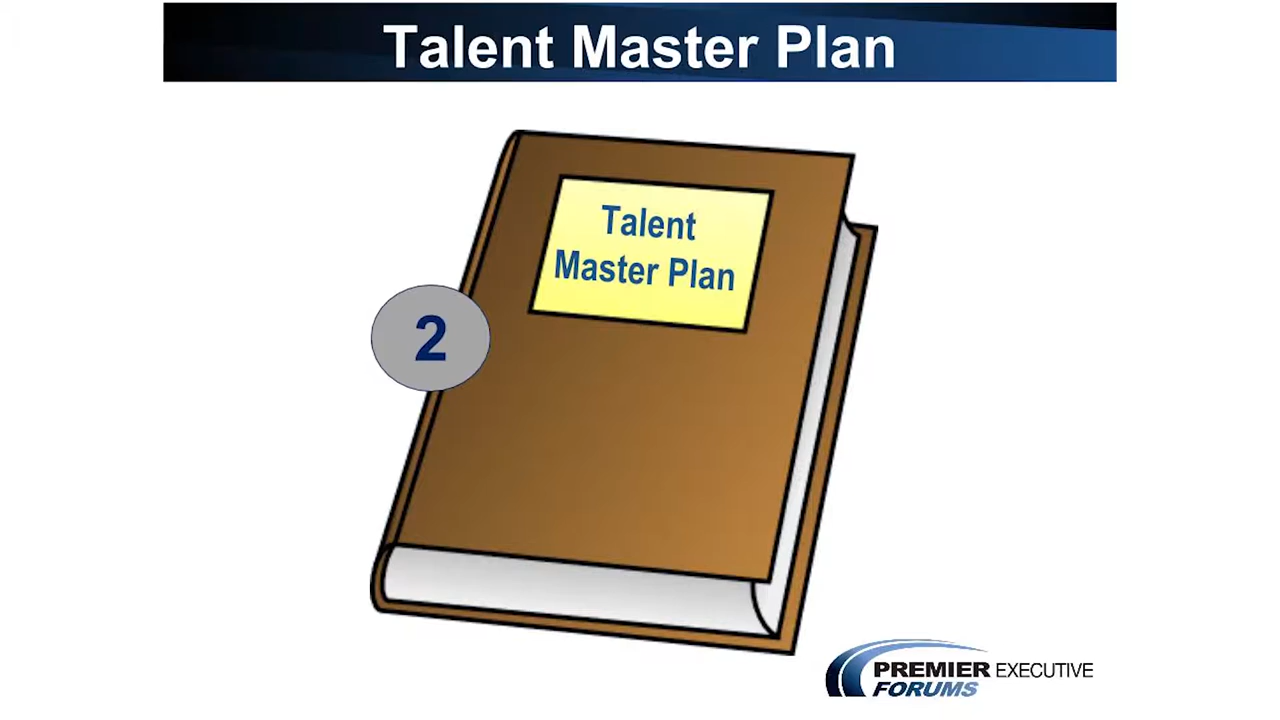 Talent Master Plan
Talent
Master Plan
2
PREMIER EXECUTIVE
FORUMS